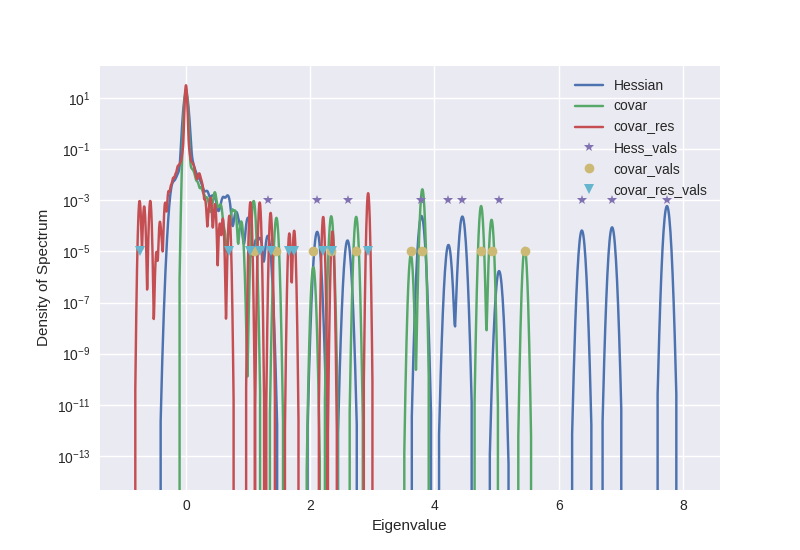 Hessian
covar
covar_res
Hess_vals
covar_vals
covar_res_vals
10^1
10^−1
10^−3
10^−5
10^−7
10^−9
10^−11
10^−13
Density of Spectrum
0 2 4 6 8
Eigenvalue